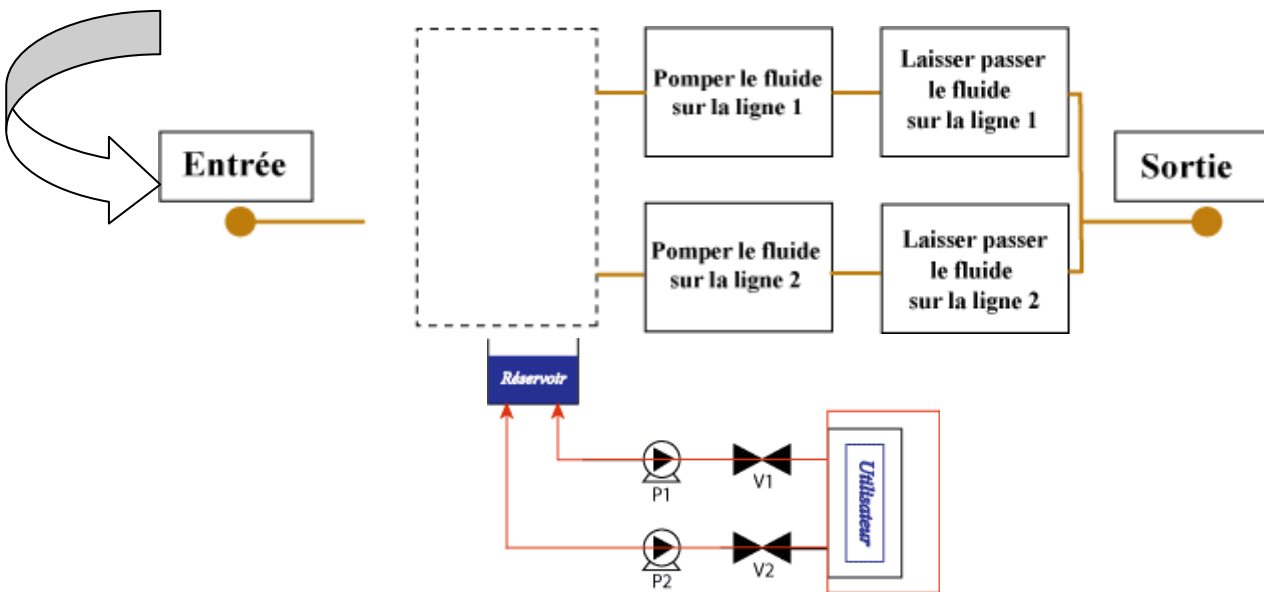 Entrée
Pomper le fluide
sur la ligne 1
Laisser passer
le fluide
sur la ligne 1
Sortie
Pomper le fluide
sur la ligne 2
Laisser passer
le fluide
sur la ligne 2
Réservoir
P1
V1
Utilisateur
P2
V2